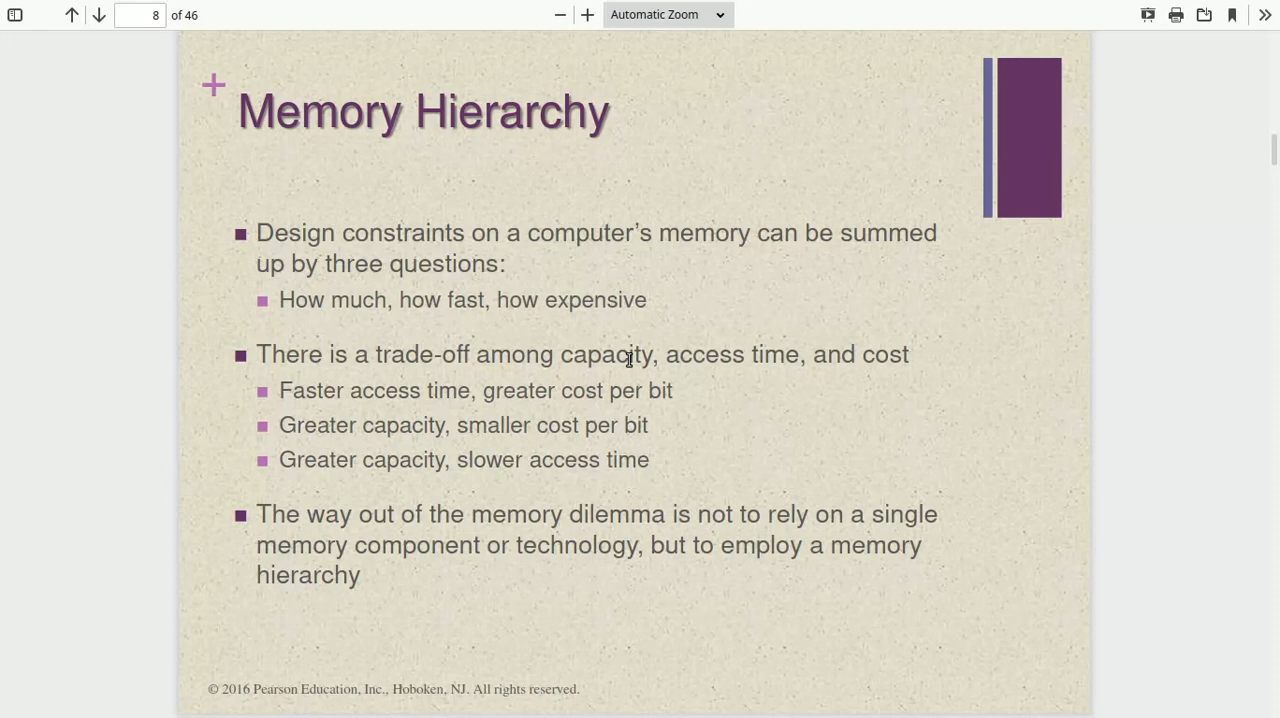 8 of 46 Automatic Zoom
+
Memory Hierarchy
■ Design constraints on a computer’s memory can be summed
up by three questions:
■ How much, how fast, how expensive
■ There is a trade-off among capacity, access time, and cost
■ Faster access time, greater cost per bit
■ Greater capacity, smaller cost per bit
■ Greater capacity, slower access time
■ The way out of the memory dilemma is not to rely on a single
memory component or technology, but to employ a memory
hierarchy
© 2016 Pearson Education, Inc., Hoboken, NJ. All rights reserved.